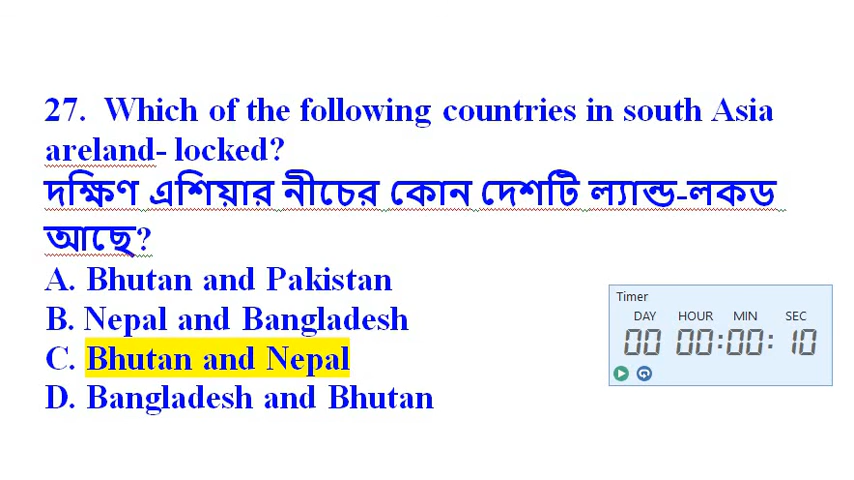 27.  Which of the following countries in south Asia
areland- locked?
দক্ষিণ এশিয়ার নীচের কোন দেশটি ল্যান্ড-লকড
আছে?
A. Bhutan and Pakistan
B. Nepal and Bangladesh
C. Bhutan and Nepal
D. Bangladesh and Bhutan
Timer
DAY HOUR MIN SEC
00 00:00: 10